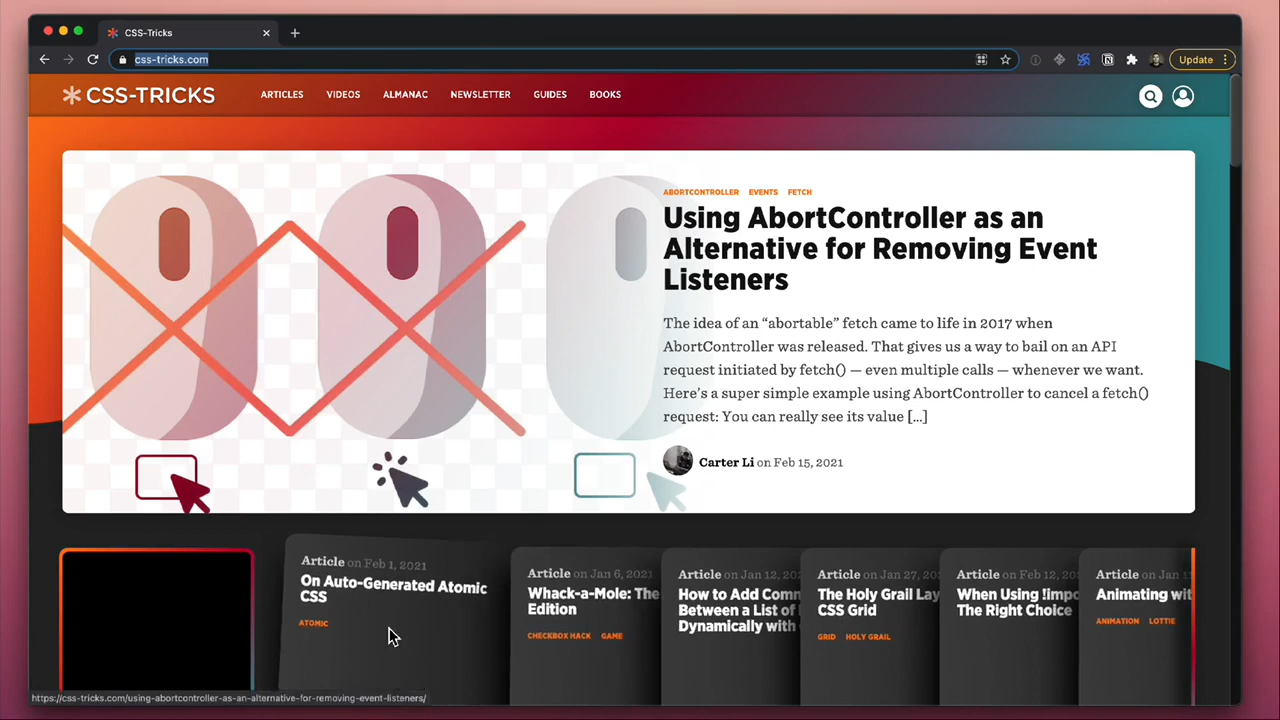 CSS-Tricks
css-tricks.com
Update
CSS-TRICKS
ARTICLES VIDEOS ALMANAC NEWSLETTER GUIDES BOOKS
ABORTCONTROLLER EVENTS FETCH
Using AbortController as an
Alternative for Removing Event
Listeners
The idea of an “abortable” fetch came to life in 2017 when
AbortController was released. That gives us a way to bail on an API
request initiated by fetch() — even multiple calls — whenever we want.
Here’s a super simple example using AbortController to cancel a fetch()
request: You can really see its value […]
Carter Li on Feb 15, 2021
Article on Feb 1, 2021
On Auto-Generated Atomic
CSS
ATOMIC
Article on Jan 6, 2021
Whack-a-Mole: The
Edition
CHECKBOX HACK GAME
Article on Jan 12, 20
How to Add Comm
Between a List of
Dynamically with
Article on Jan 27, 20
The Holy Grail Lay
CSS Grid
GRID HOLY GRAIL
Article on Feb 12, 20
When Using !impo
The Right Choice
Article on Jan
Animating wit
ANIMATION LOTTIE
https://css-tricks.com/using-abortcontroller-as-an-alternative-for-removing-event-listeners/